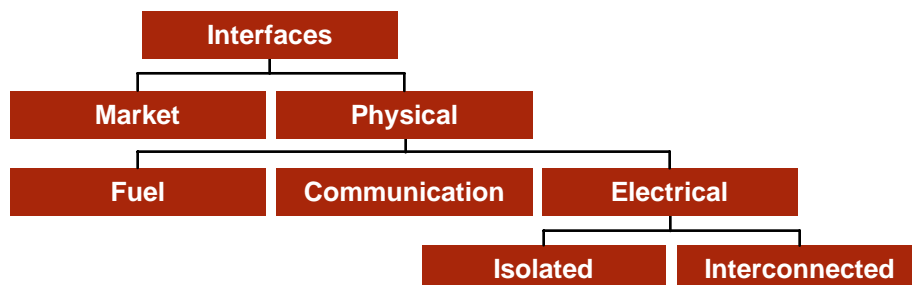 Interfaces
Market
Physical
Fuel
Communication
Electrical
Isolated
Interconnected